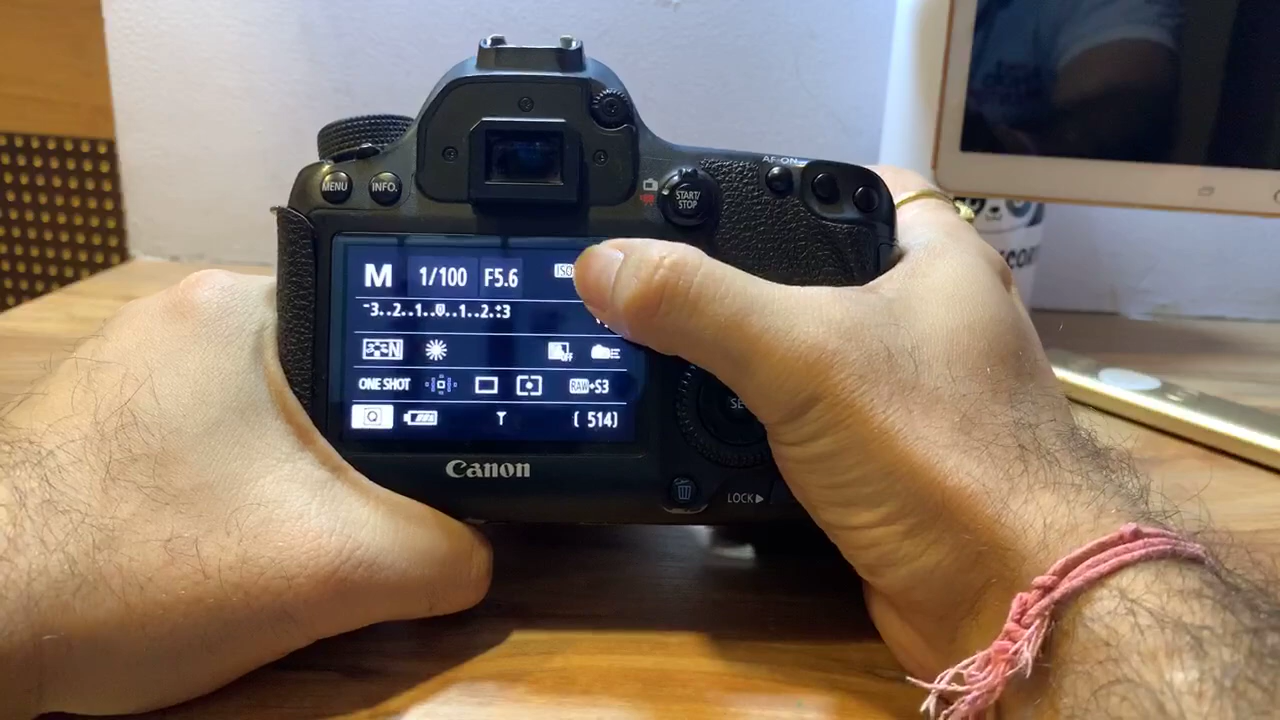 AF-ON
MENU INFO.
START/
STOP
M 1/100 F5.6 ISO
-3..2..1..0..1..2.:3
N OFF
ONE SHOT RAW+S3
Q [ 514]
Canon
LOCK▶